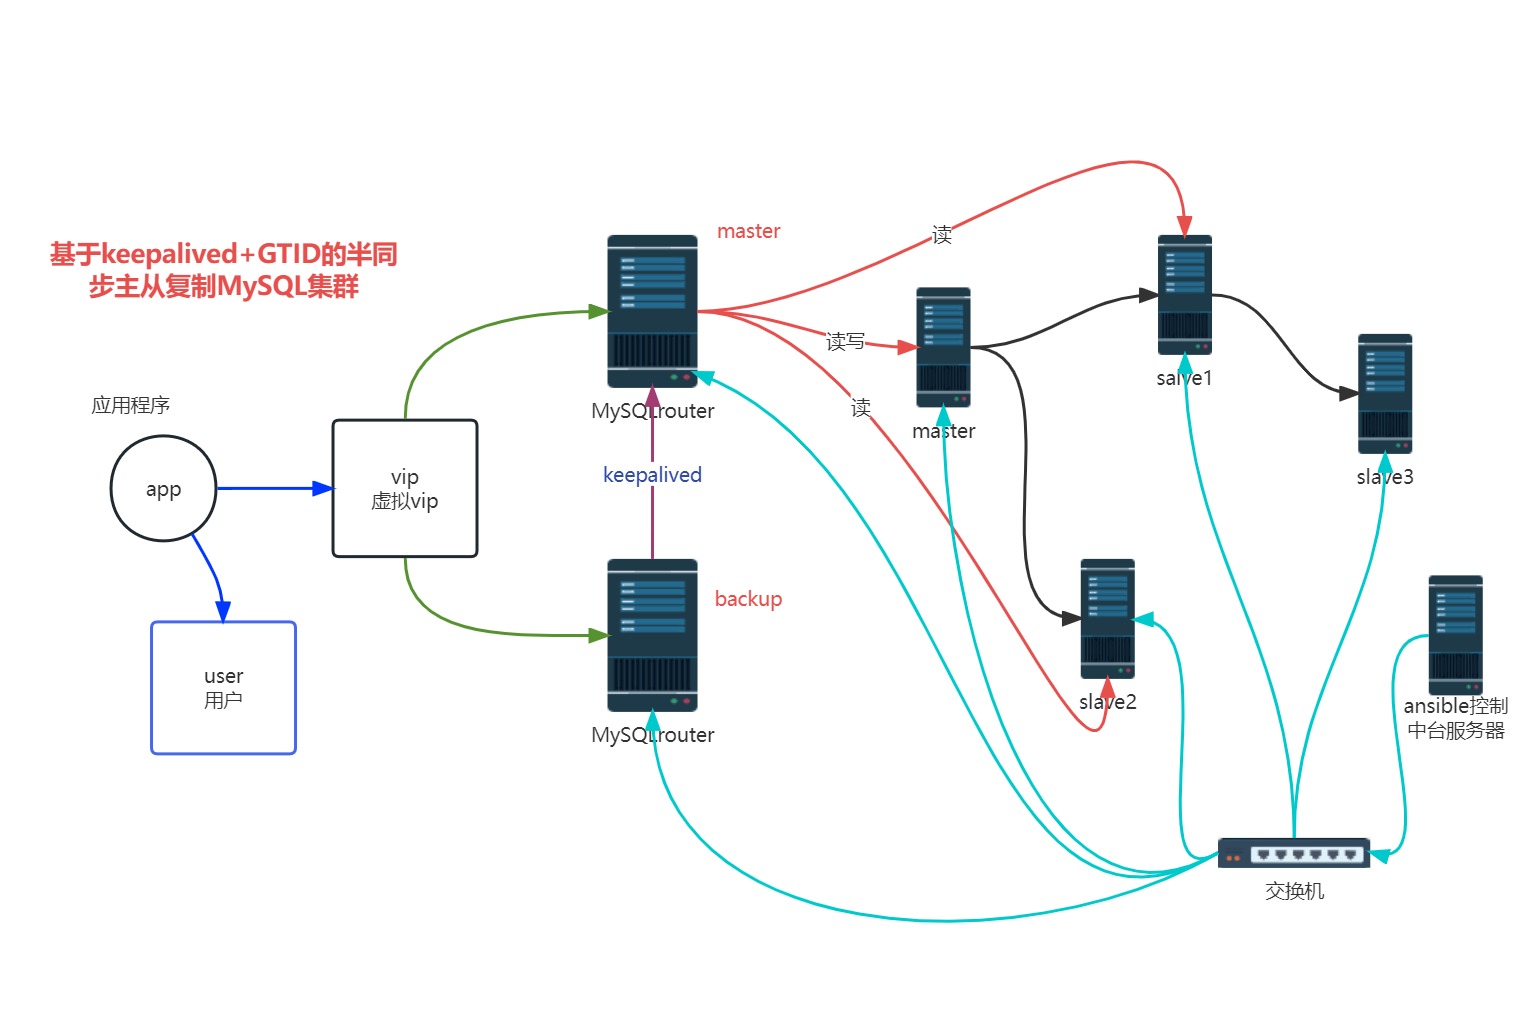 基于keepalived+GTID的半同
步主从复制MySQL集群
应用程序
app
vip
虚拟vip
user
用户
master
MySQLrouter
keepalived
backup
MySQLrouter
读
读写
读
master
salve1
slave3
slave2
ansible控制
中台服务器
交换机